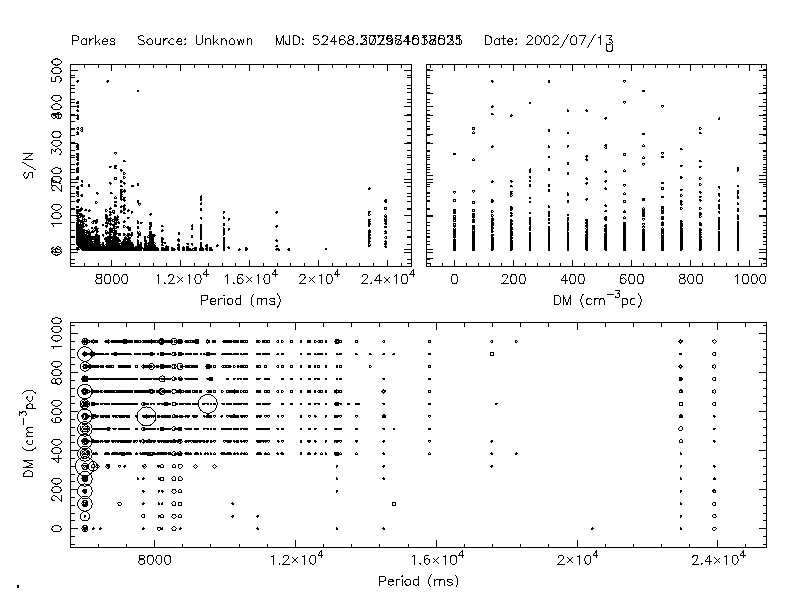 Parkes Source: Unknown MJD: Date: 2002/07/13
S/N
0 100 200 300 400 500
8000 1.2×10⁴ 1.6×10⁴ 2×10⁴ 2.4×10⁴
Period (ms)
0 200 400 600 800 1000
DM (cm⁻³pc)
DM (cm⁻³pc)
0 200 400 600 800 1000
8000 1.2×10⁴ 1.6×10⁴ 2×10⁴ 2.4×10⁴
Period (ms)